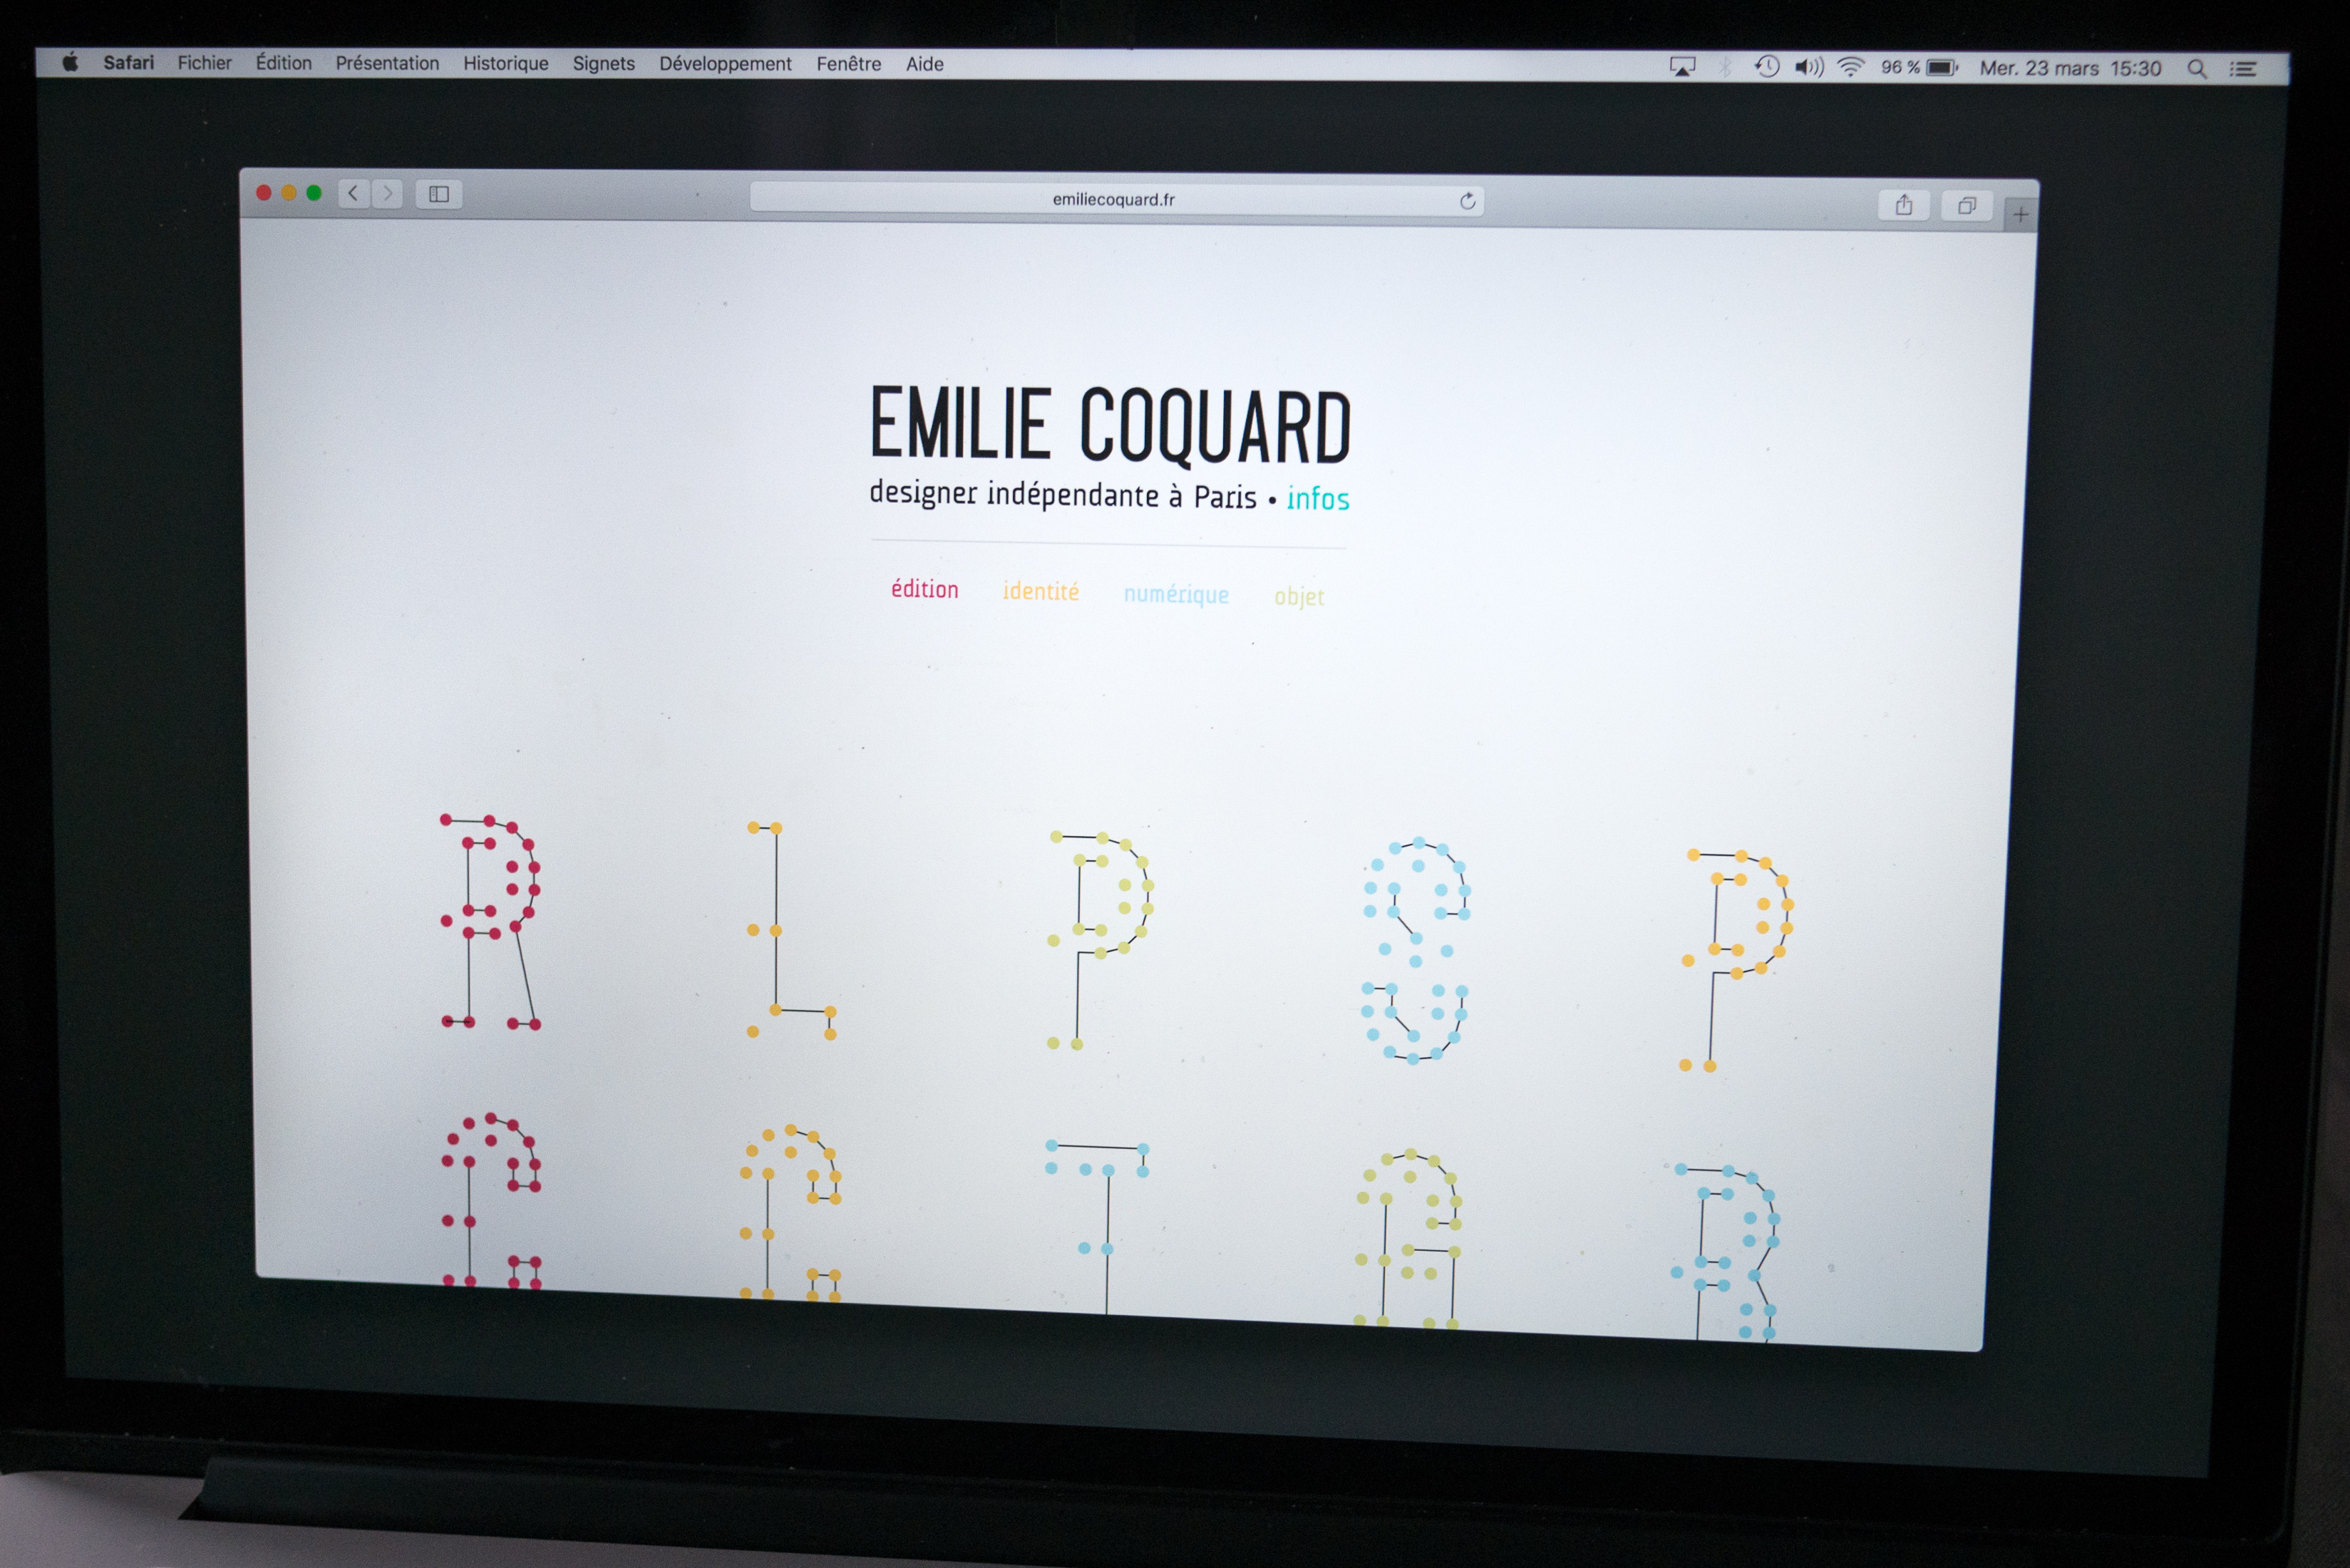 Safari Fichier Édition Présentation Historique Signets Développement Fenêtre Aide 96 % Mer. 23 mars 15:30
emiliecoquard.fr
EMILIE COQUARD
designer indépendante à Paris • infos
édition identité numérique objet
R L P S P
C C T A R